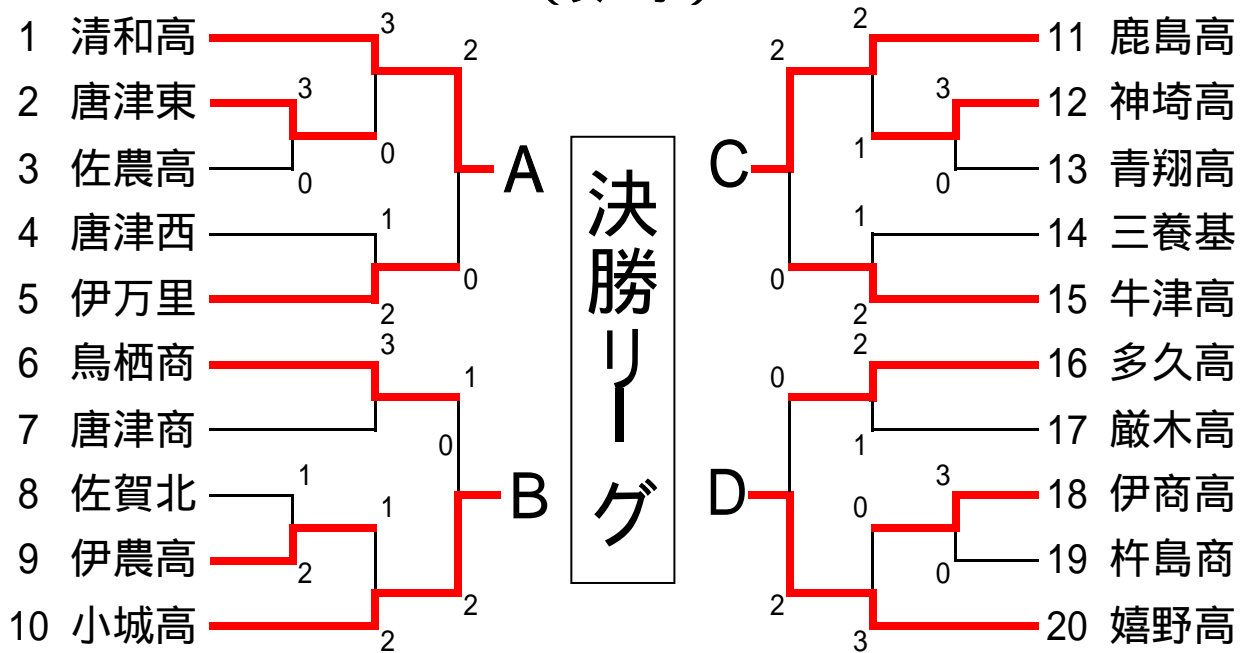 1 清和高
2 唐津東
3 佐農高
4 唐津西
5 伊万里
6 鳥栖商
7 唐津商
8 佐賀北
9 伊農高
10 小城高
3
3
0
0
1
2
2
0
3
0
1
1
2
1
2
2
A
B
決勝リーグ
C
D
2
2
3
1
0
1
0
2
2
0
1
3
0
0
2
3
11 鹿島高
12 神埼高
13 青翔高
14 三養基
15 牛津高
16 多久高
17 厳木高
18 伊商高
19 杵島商
20 嬉野高